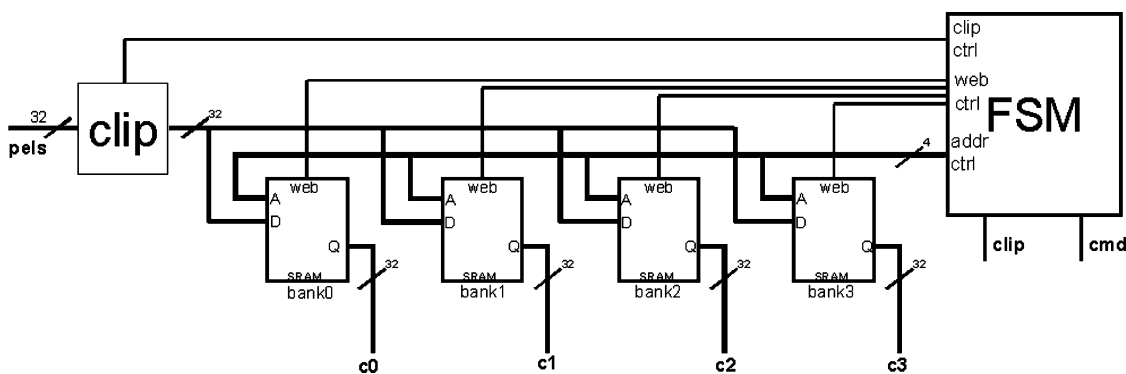 clip
ctrl
web
ctrl
FSM
addr
ctrl
4
32
pels
clip
32
web
A
D
Q
SRAM
bank0
32
web
A
D
Q
SRAM
bank1
32
web
A
D
Q
SRAM
bank2
32
web
A
D
Q
SRAM
bank3
32
clip
cmd
c0
c1
c2
c3